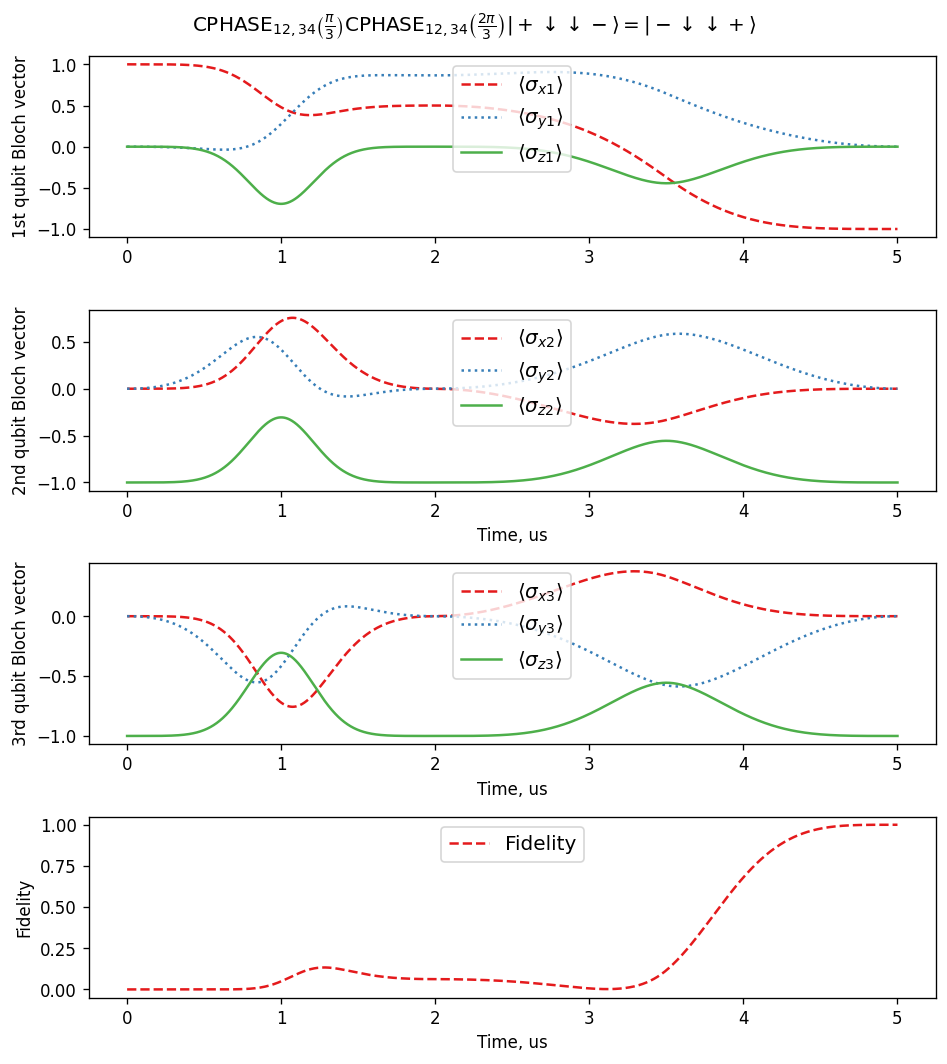 CPHASE₁₂,₃₄(π/3)CPHASE₁₂,₃₄(2π/3)|+ ↓ ↓ −⟩ = |− ↓ ↓ +⟩
1st qubit Bloch vector
1.0
0.5
0.0
−0.5
−1.0
⟨σx1⟩
⟨σy1⟩
⟨σz1⟩
0 1 2 3 4 5
2nd qubit Bloch vector
0.5
0.0
−0.5
−1.0
⟨σx2⟩
⟨σy2⟩
⟨σz2⟩
0 1 2 3 4 5
Time, us
3rd qubit Bloch vector
0.0
−0.5
−1.0
⟨σx3⟩
⟨σy3⟩
⟨σz3⟩
0 1 2 3 4 5
Time, us
Fidelity
1.00
0.75
0.50
0.25
0.00
Fidelity
0 1 2 3 4 5
Time, us